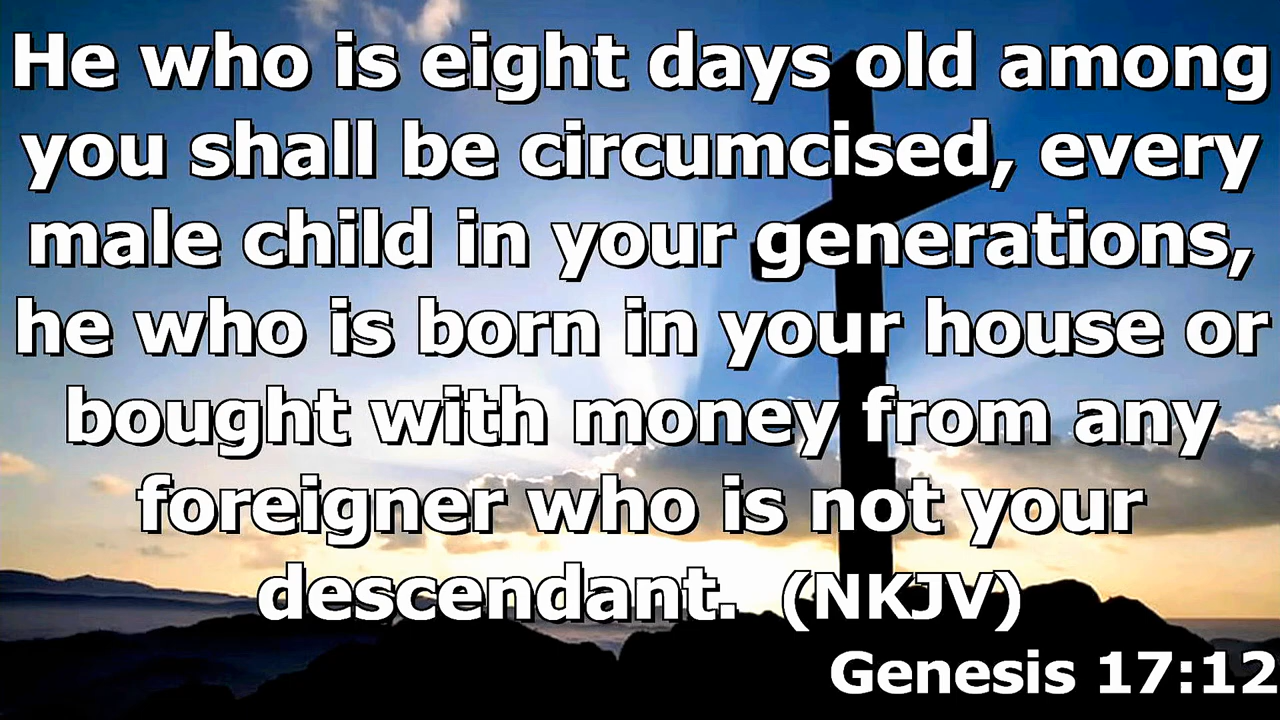 He who is eight days old among
you shall be circumcised, every
male child in your generations,
he who is born in your house or
bought with money from any
foreigner who is not your
descendant. (NKJV)
Genesis 17:12